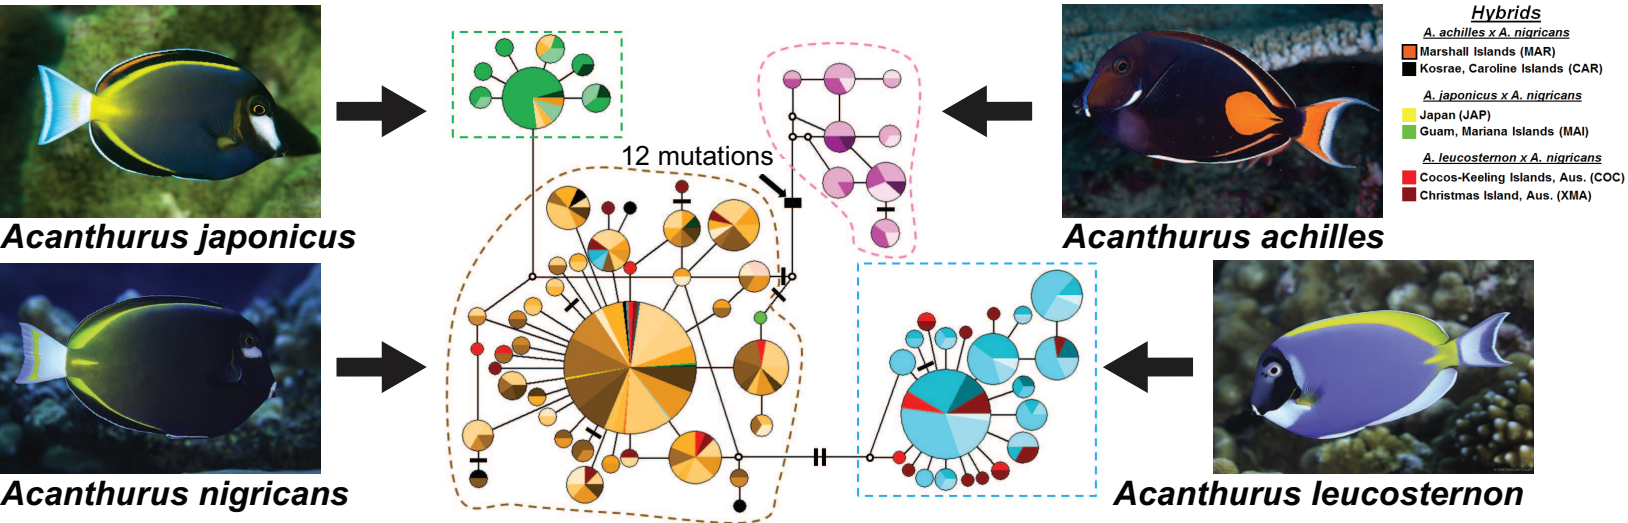 Hybrids
A. achilles x A. nigricans
Marshall Islands (MAR)
Kosrae, Caroline Islands (CAR)
A. japonicus x A. nigricans
Japan (JAP)
Guam, Mariana Islands (MAI)
A. leucosternon x A. nigricans
Cocos-Keeling Islands, Aus. (COC)
Christmas Island, Aus. (XMA)
12 mutations
Acanthurus japonicus
Acanthurus achilles
Acanthurus nigricans
Acanthurus leucosternon